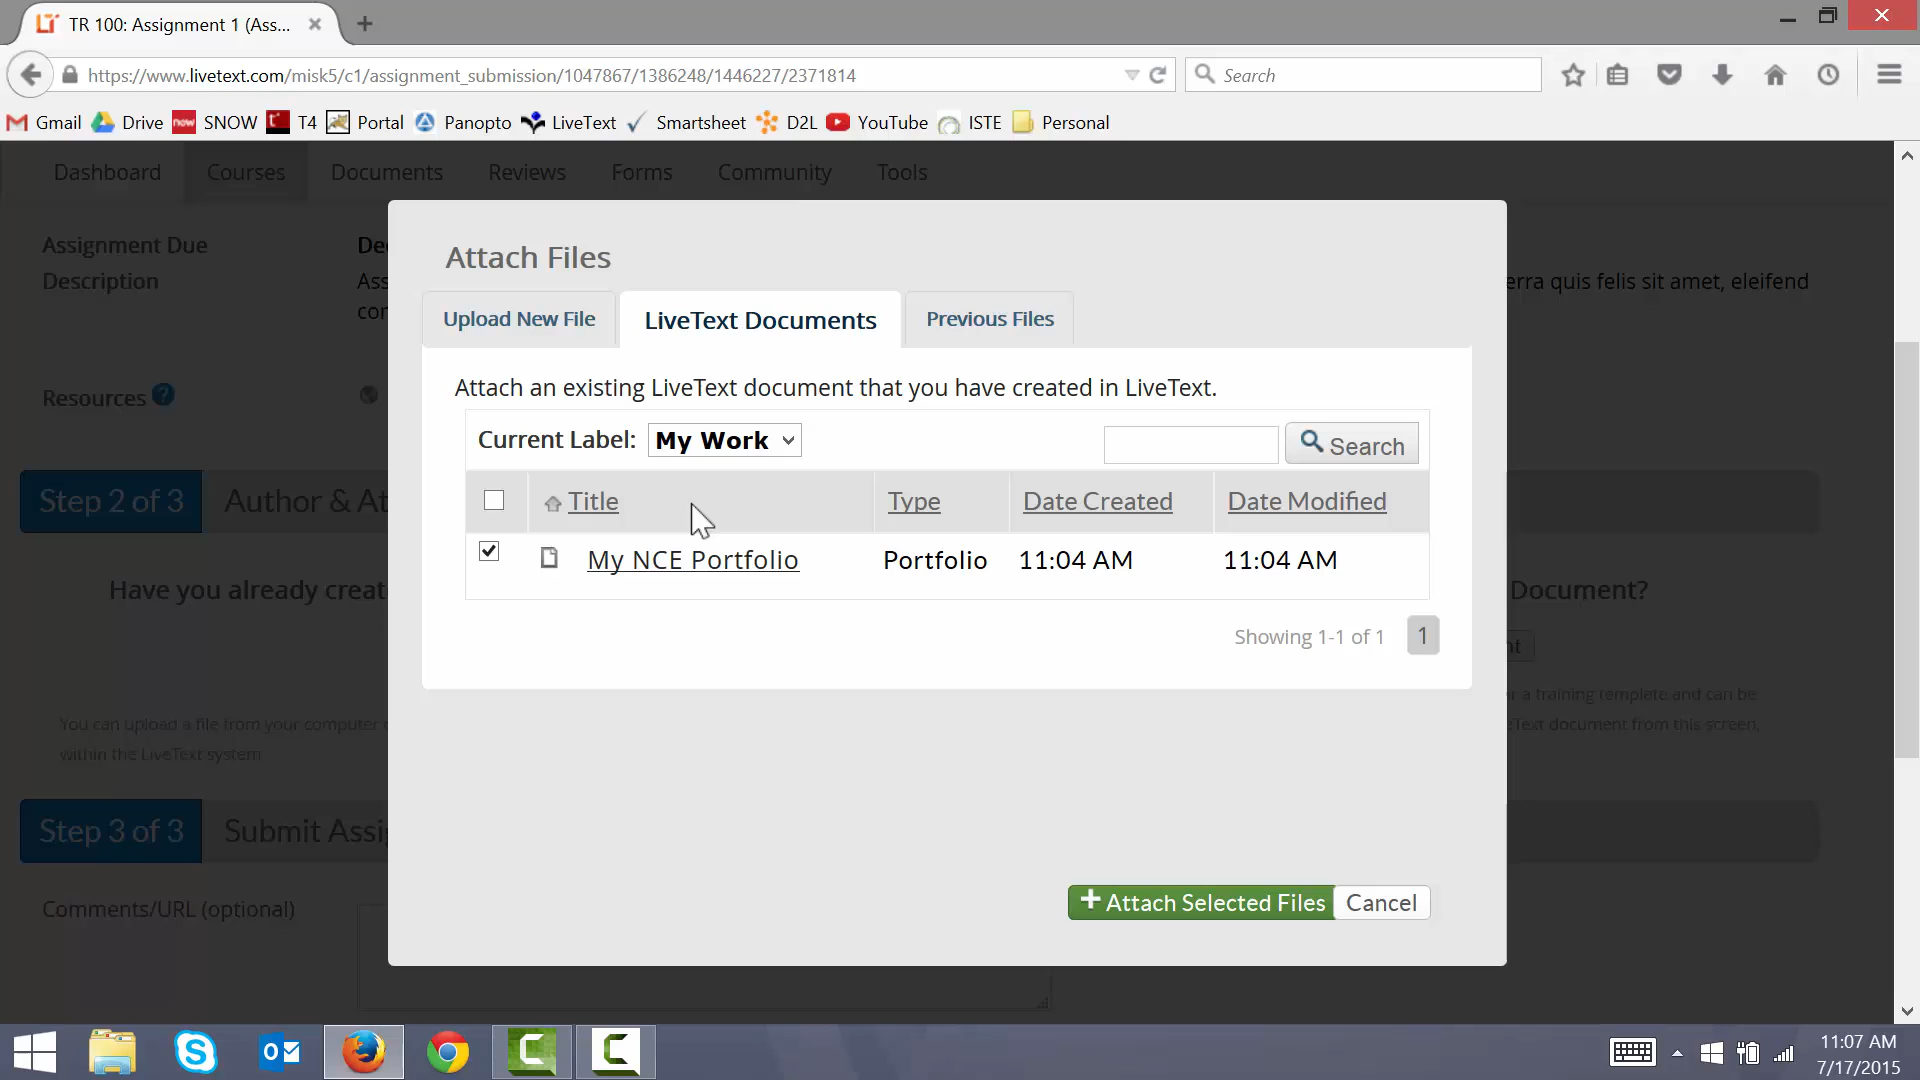 TR 100: Assignment 1 (Ass...
https://www.livetext.com/misk5/c1/assignment_submission/1047867/1386248/1446227/2371814
Search
Gmail Drive now SNOW T4 Portal Panopto LiveText Smartsheet D2L YouTube ISTE Personal
Dashboard Courses Documents Reviews Forms Community Tools
Attach Files
Assignment Due De
Description Ass erra quis felis sit amet, eleifend
cor
Upload New File LiveText Documents Previous Files
Attach an existing LiveText document that you have created in LiveText.
Resources ?
Current Label: My Work Search
Step 2 of 3 Author & At
Title Type Date Created Date Modified
My NCE Portfolio Portfolio 11:04 AM 11:04 AM
Have you already creat Document?
Showing 1-1 of 1 1
nt
r a training template and can be
You can upload a file from your computer eText document from this screen,
within the LiveText system
Step 3 of 3 Submit Assi
+ Attach Selected Files Cancel
Comments/URL (optional)
11:07 AM
7/17/2015